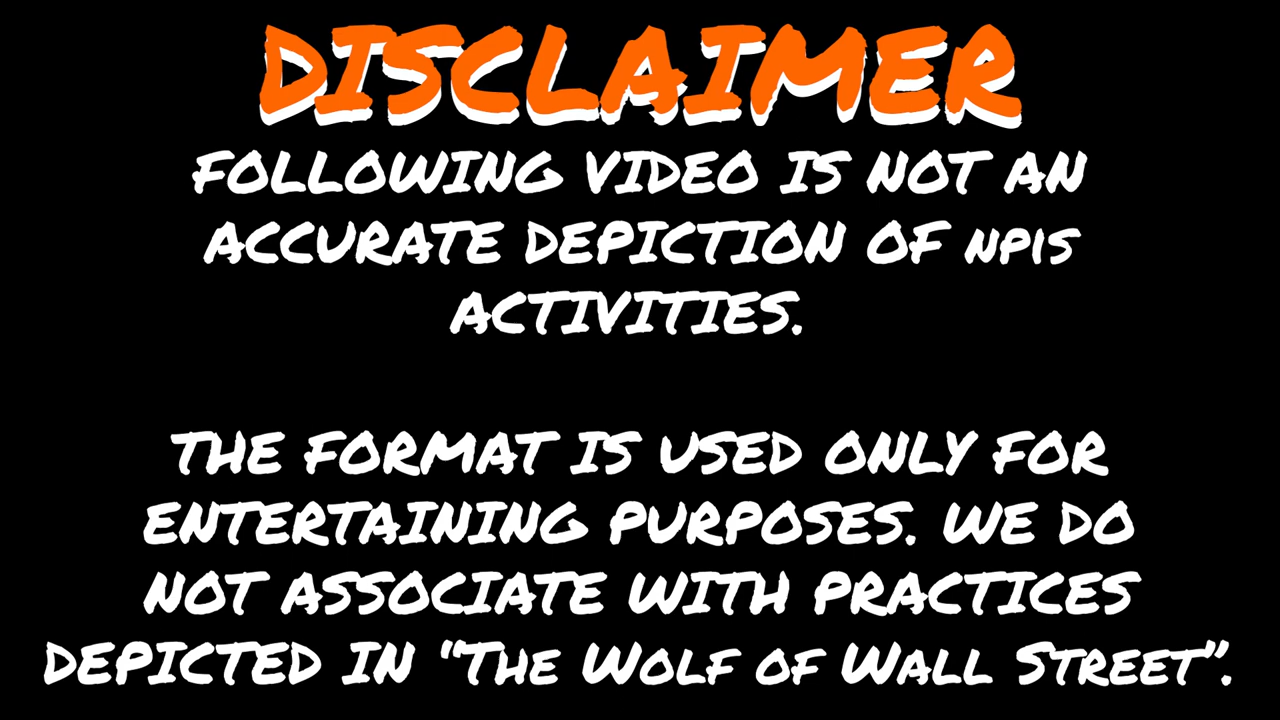 DISCLAIMER
FOLLOWING VIDEO IS NOT AN
ACCURATE DEPICTION OF NPIS
ACTIVITIES.
THE FORMAT IS USED ONLY FOR
ENTERTAINING PURPOSES. WE DO
NOT ASSOCIATE WITH PRACTICES
DEPICTED IN “THE WOLF OF WALL STREET”.